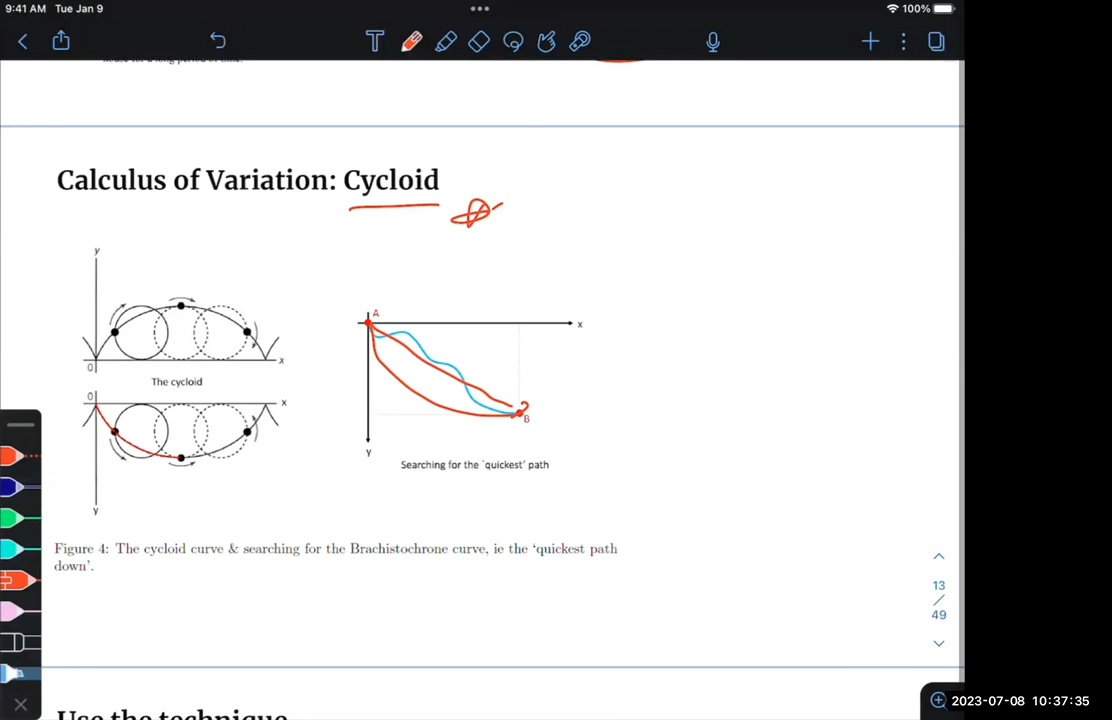 9:41 AM Tue Jan 9
100%
Calculus of Variation: Cycloid
y
0
x
The cycloid
0
x
y
A
x
B
y
Searching for the 'quickest' path
Figure 4: The cycloid curve & searching for the Brachistochrone curve, ie the 'quickest path
down'.
13
/
49
Use the technique
2023-07-08 10:37:35